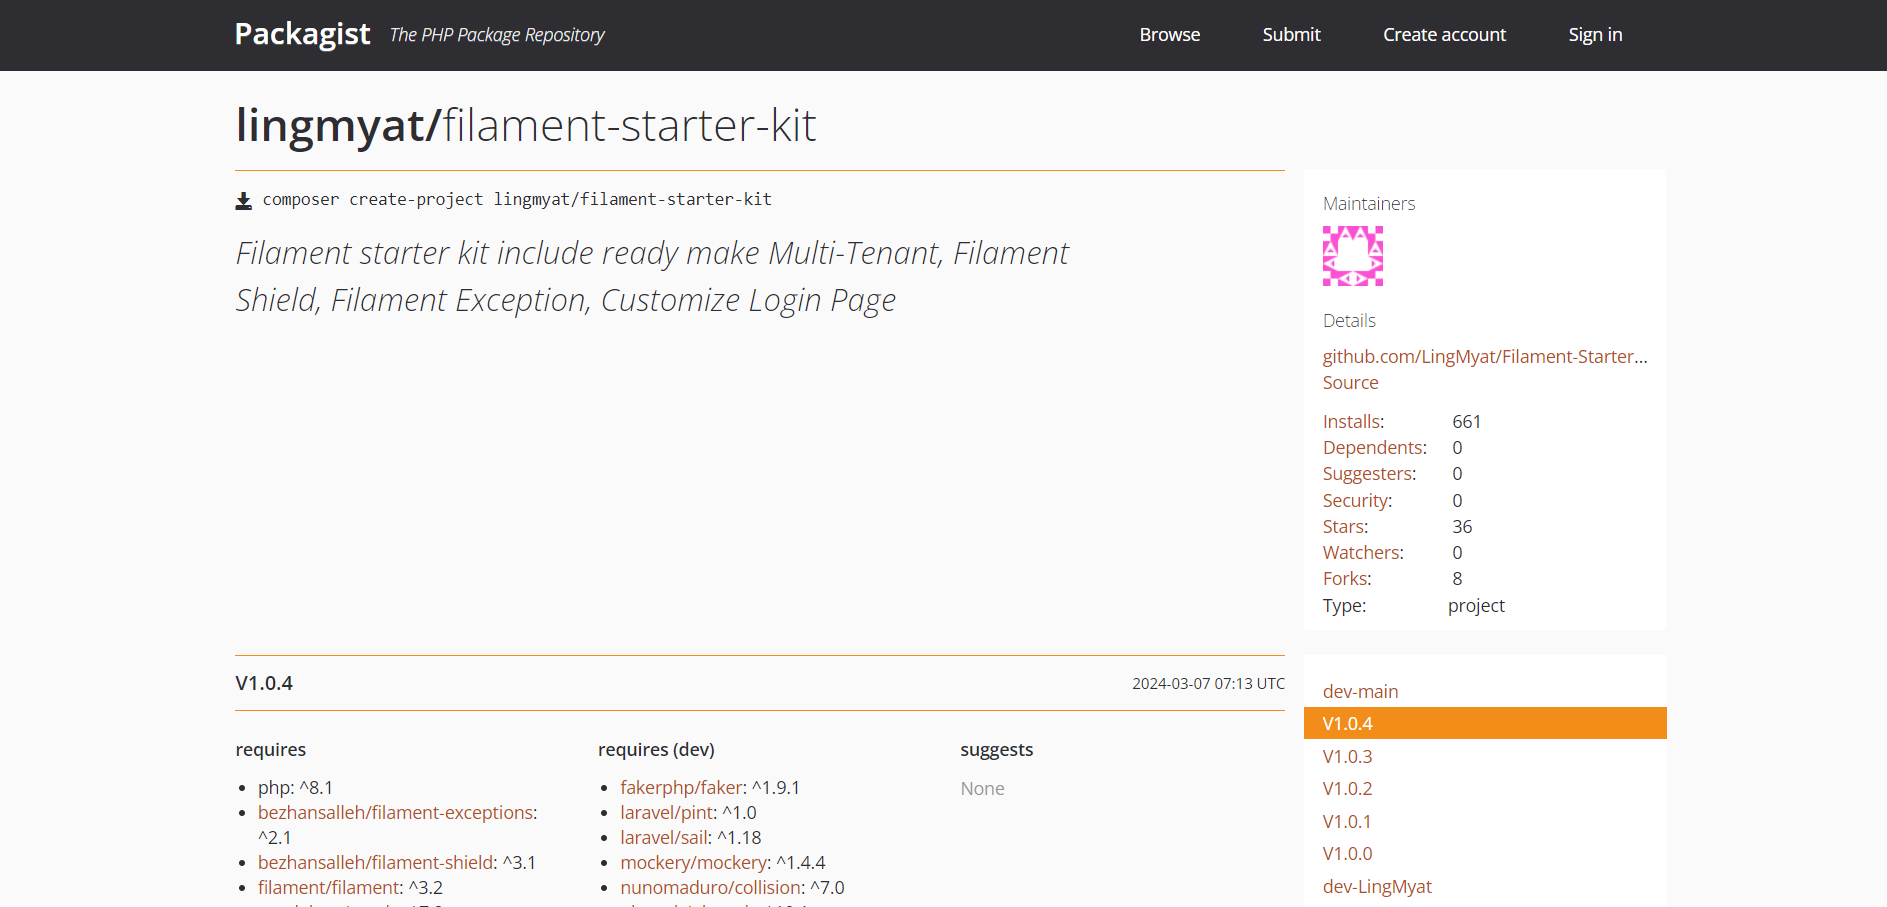 Packagist The PHP Package Repository
Browse Submit Create account Sign in
lingmyat/filament-starter-kit
composer create-project lingmyat/filament-starter-kit
Filament starter kit include ready make Multi-Tenant, Filament
Shield, Filament Exception, Customize Login Page
Maintainers
Details
github.com/LingMyat/Filament-Starter...
Source
Installs: 661
Dependents: 0
Suggesters: 0
Security: 0
Stars: 36
Watchers: 0
Forks: 8
Type: project
V1.0.4 2024-03-07 07:13 UTC
requires
php: ^8.1
bezhansalleh/filament-exceptions:
^2.1
bezhansalleh/filament-shield: ^3.1
filament/filament: ^3.2
requires (dev)
fakerphp/faker: ^1.9.1
laravel/pint: ^1.0
laravel/sail: ^1.18
mockery/mockery: ^1.4.4
nunomaduro/collision: ^7.0
suggests
None
dev-main
V1.0.4
V1.0.3
V1.0.2
V1.0.1
V1.0.0
dev-LingMyat